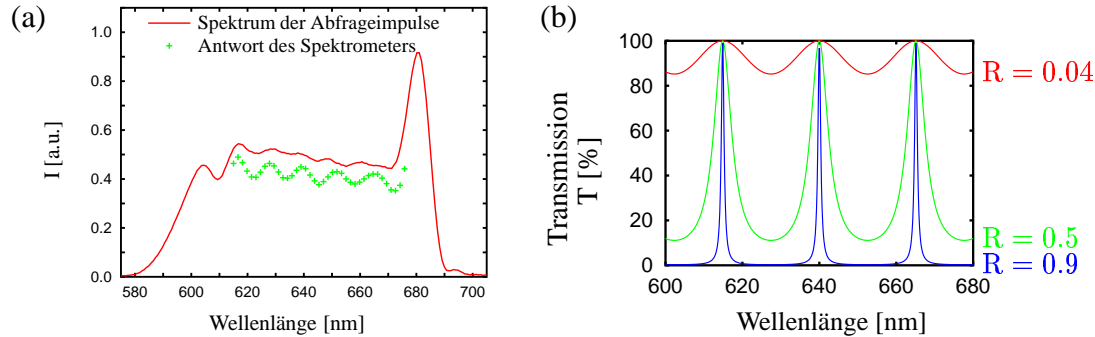 (a)
I [a.u.]
1.0
0.8
0.6
0.4
0.2
0.0
Spektrum der Abfrageimpulse
Antwort des Spektrometers
580 600 620 640 660 680 700
Wellenlänge [nm]
(b)
Transmission
T [%]
100
80
60
40
20
0
R = 0.04
R = 0.5
R = 0.9
600 620 640 660 680
Wellenlänge [nm]